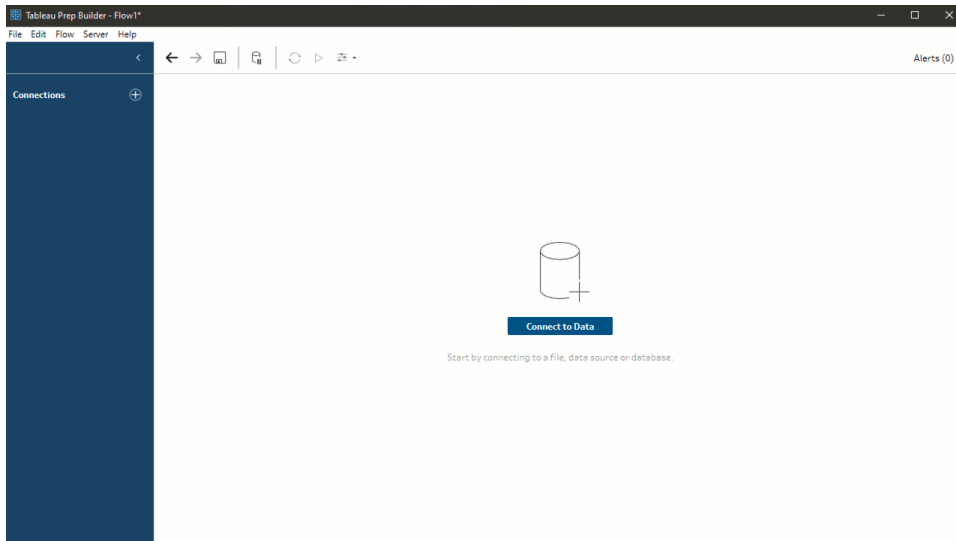 Tableau Prep Builder - Flow1*
File Edit Flow Server Help
Alerts (0)
Connections
Connect to Data
Start by connecting to a file, data source or database.